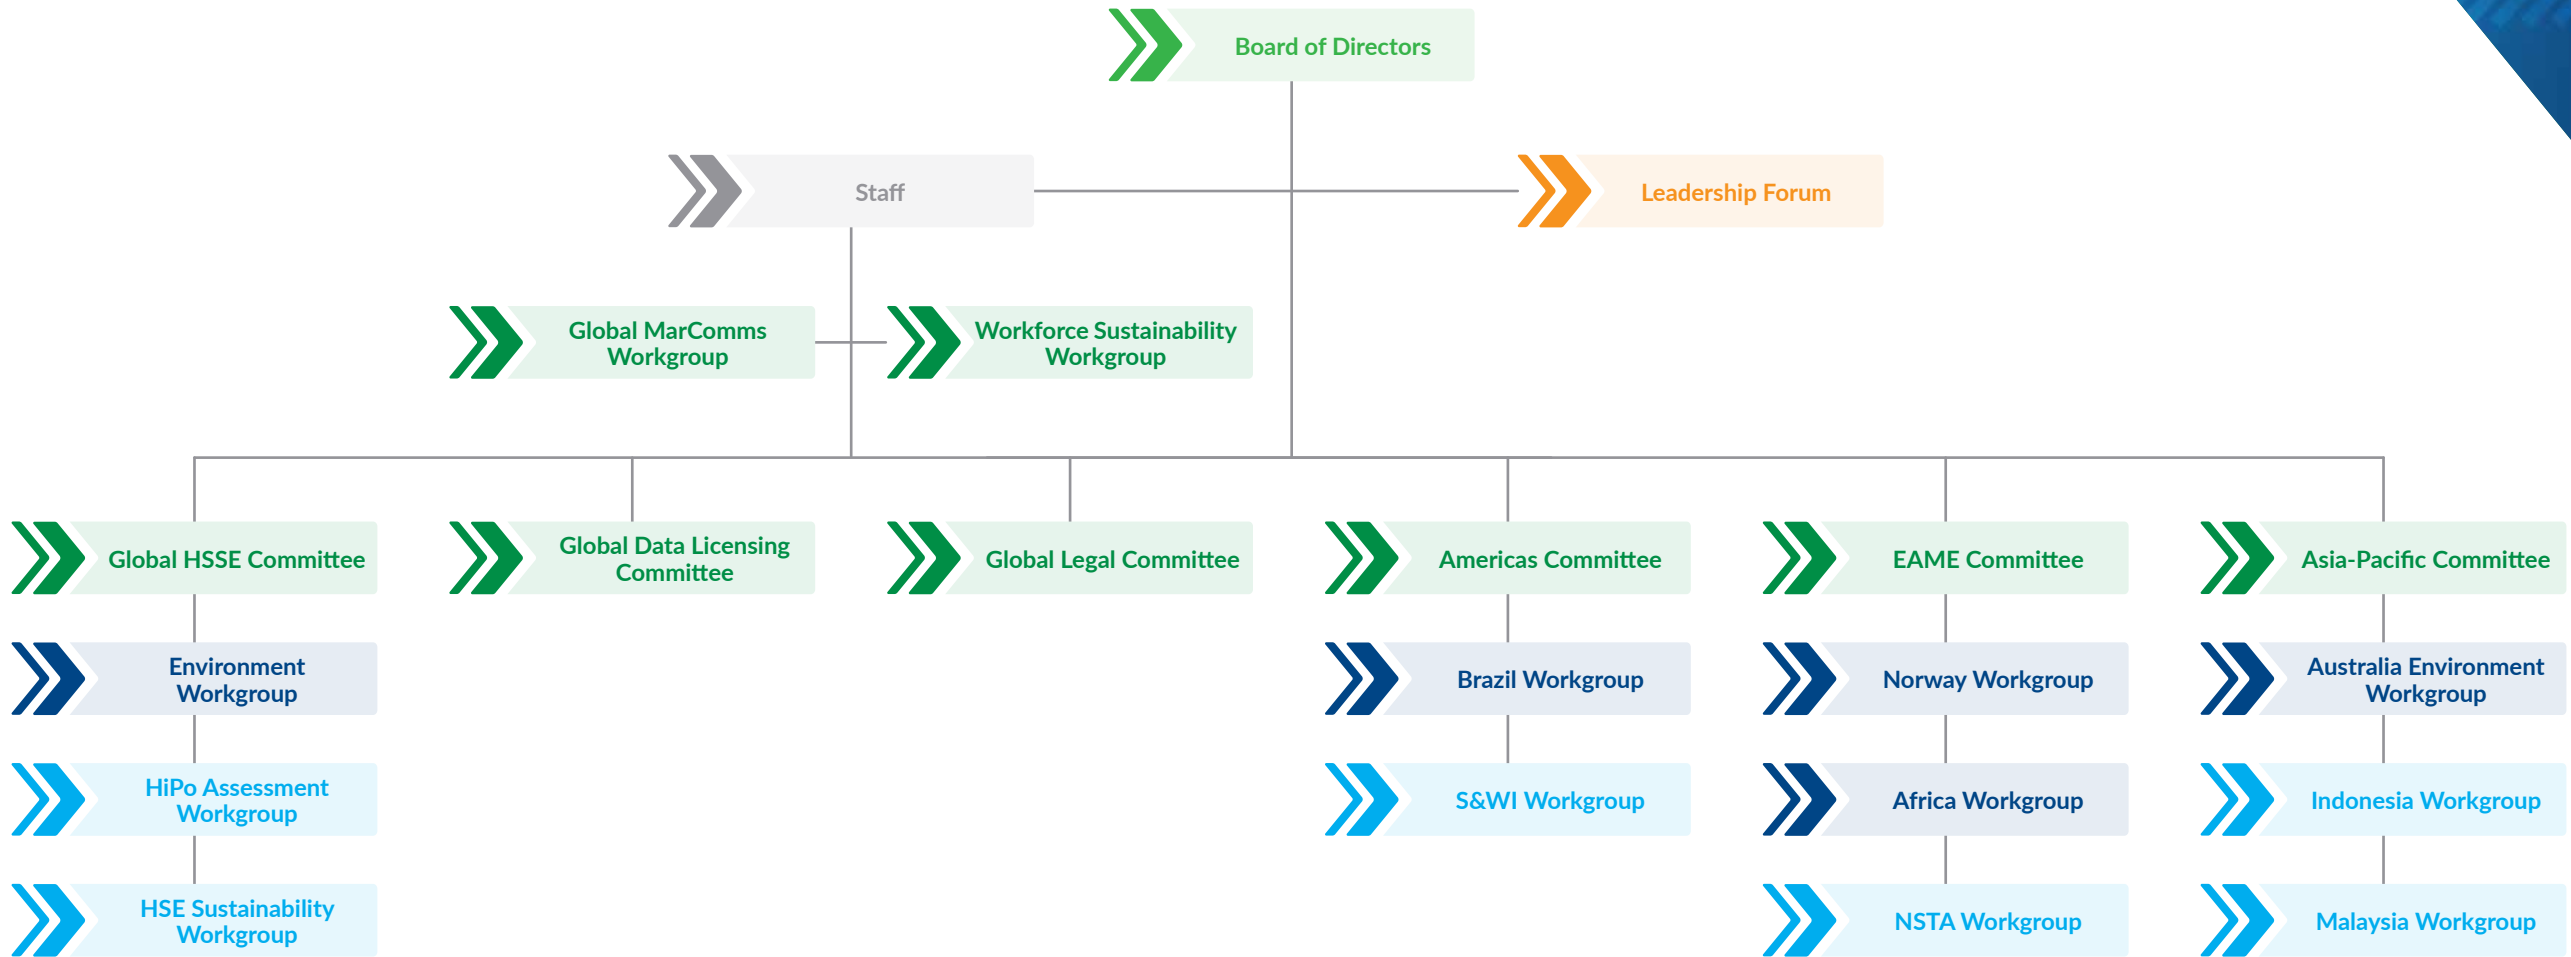 Board of Directors
Staff
Leadership Forum
Global MarComms
Workgroup
Workforce Sustainability
Workgroup
Global HSSE Committee
Global Data Licensing
Committee
Global Legal Committee
Americas Committee
EAME Committee
Asia-Pacific Committee
Environment
Workgroup
Brazil Workgroup
Norway Workgroup
Australia Environment
Workgroup
HiPo Assessment
Workgroup
S&WI Workgroup
Africa Workgroup
Indonesia Workgroup
HSE Sustainability
Workgroup
NSTA Workgroup
Malaysia Workgroup